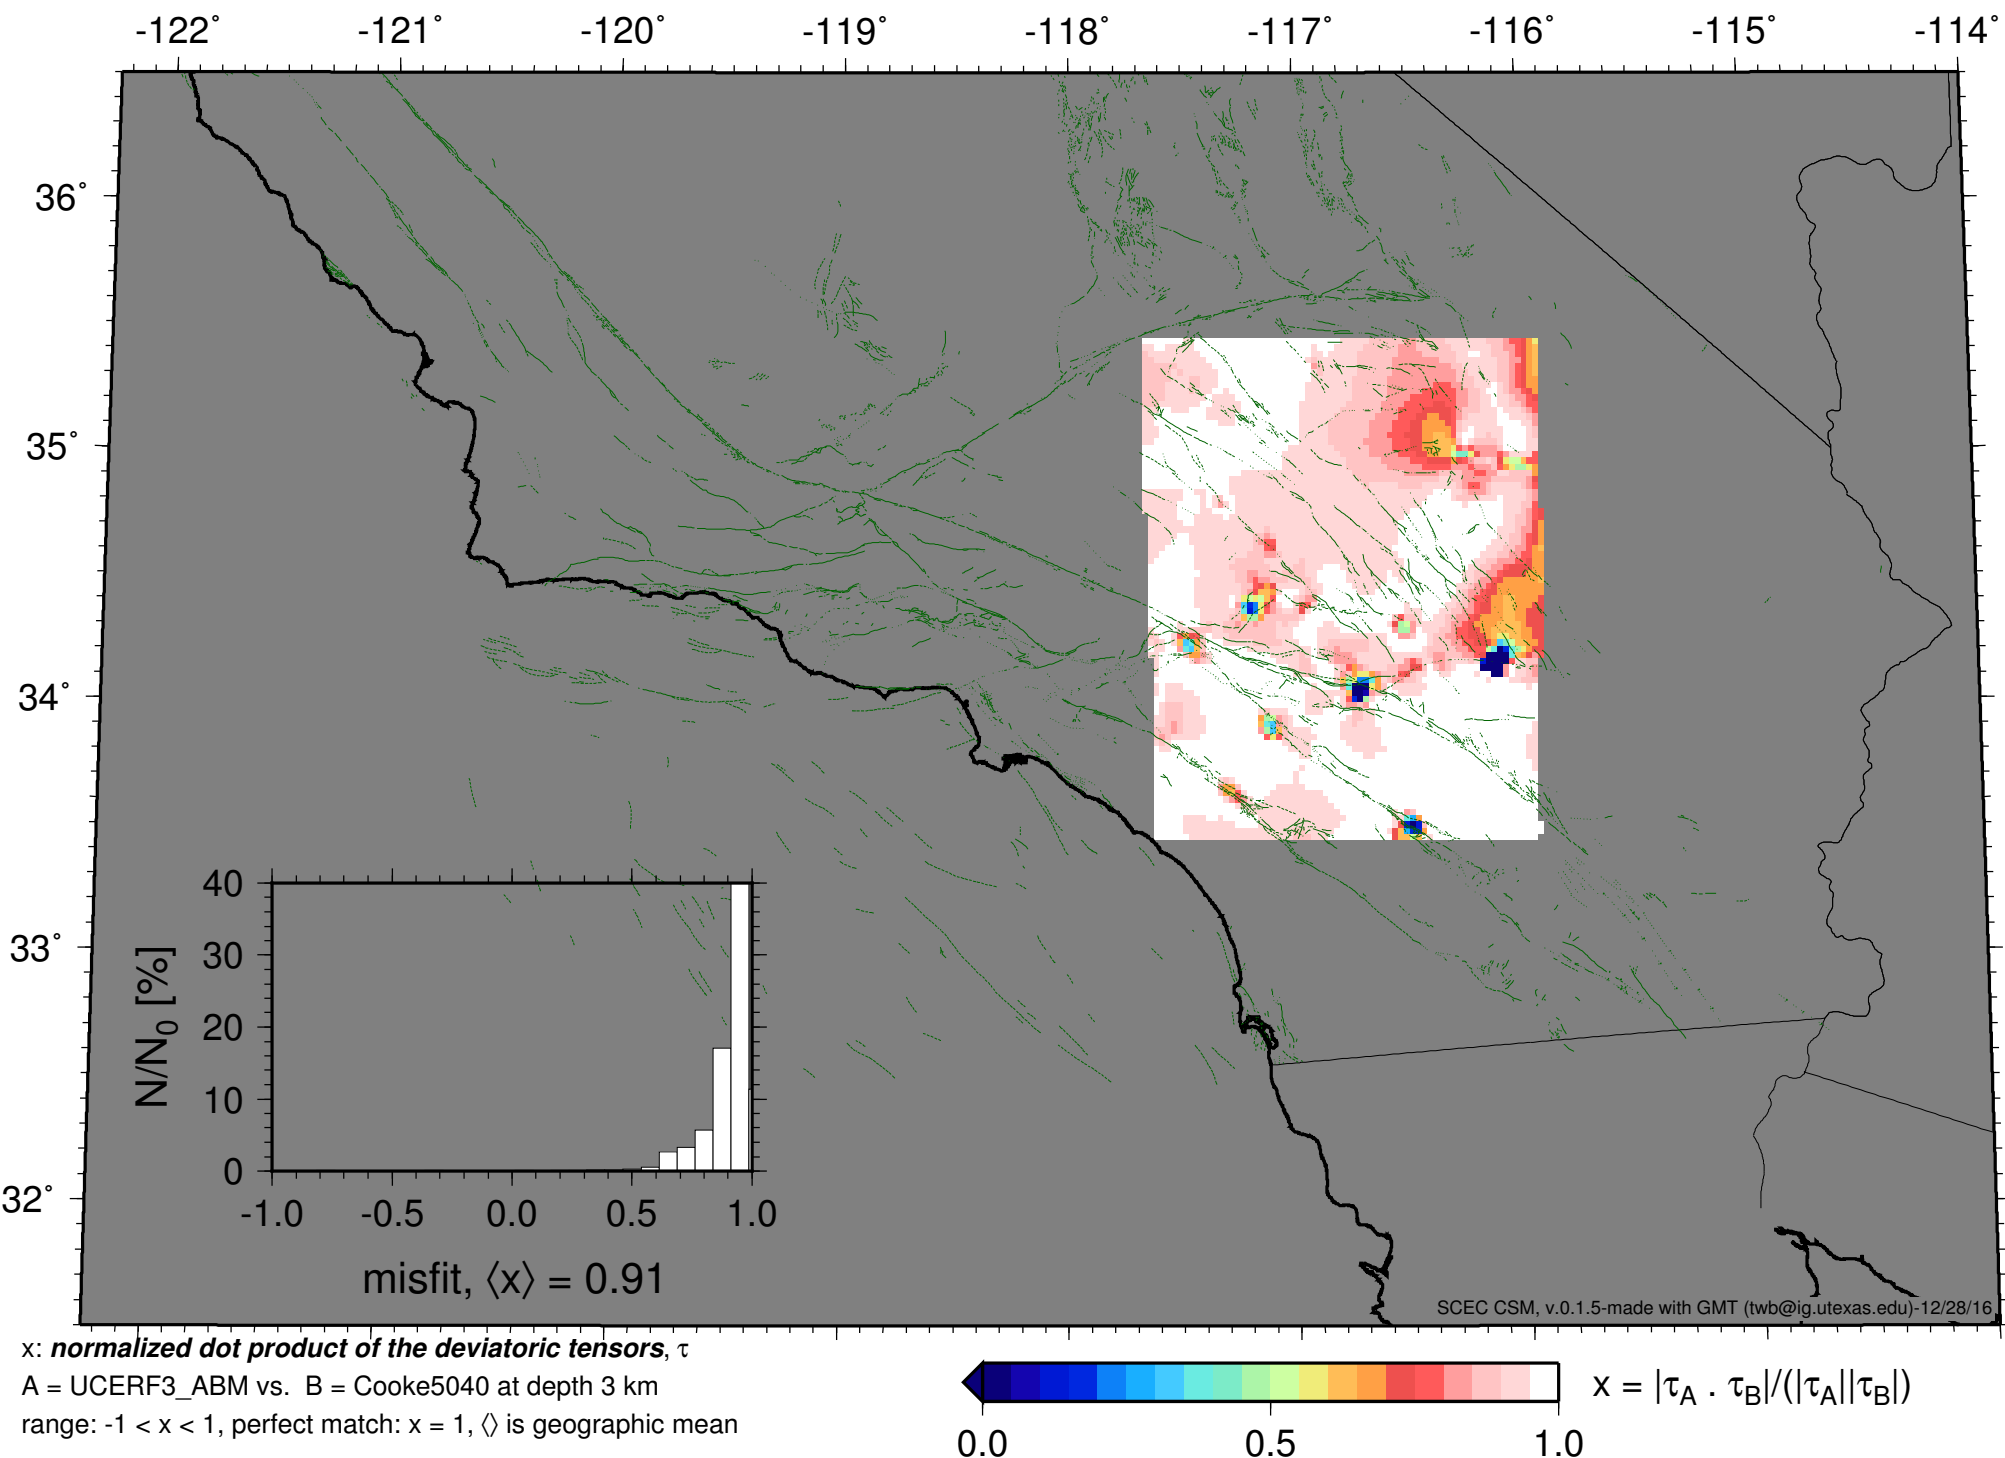 -122˚ -121˚ -120˚ -119˚ -118˚ -117˚ -116˚ -115˚ -114˚
36˚
35˚
34˚
33˚
32˚
40
30
20
10
0
N/N0 [%]
-1.0 -0.5 0.0 0.5 1.0
misfit, ⟨x⟩ = 0.91
SCEC CSM, v.0.1.5-made with GMT (twb@ig.utexas.edu)-12/28/16
x: normalized dot product of the deviatoric tensors, τ
A = UCERF3_ABM vs. B = Cooke5040 at depth 3 km
range: -1 < x < 1, perfect match: x = 1, ⟨⟩ is geographic mean
0.0 0.5 1.0
x = |τA . τB|/(|τA||τB|)